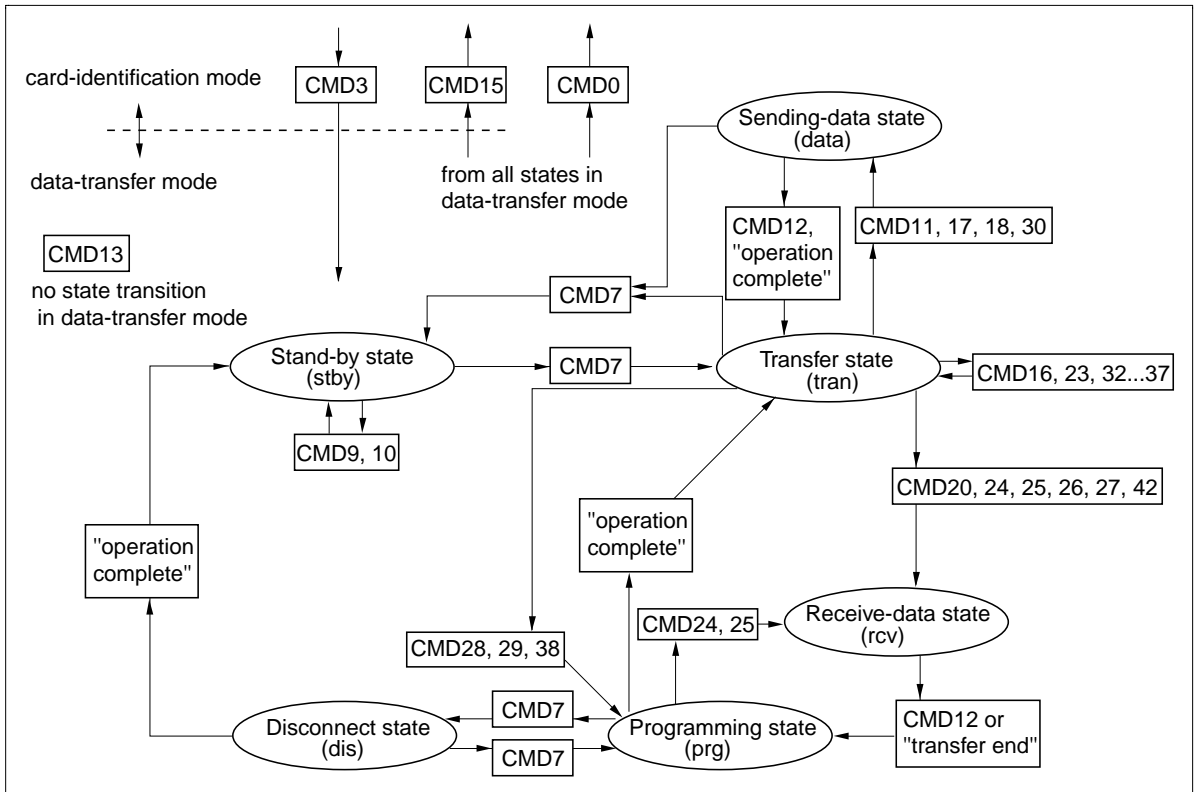 card-identification mode
CMD3
CMD15
CMD0
data-transfer mode
from all states in
data-transfer mode
Sending-data state
(data)
CMD13
no state transition
in data-transfer mode
CMD12,
"operation
complete"
CMD11, 17, 18, 30
CMD7
Stand-by state
(stby)
CMD7
Transfer state
(tran)
CMD16, 23, 32...37
CMD9, 10
CMD20, 24, 25, 26, 27, 42
"operation
complete"
"operation
complete"
CMD28, 29, 38
CMD24, 25
Receive-data state
(rcv)
Disconnect state
(dis)
CMD7
CMD7
Programming state
(prg)
CMD12 or
"transfer end"